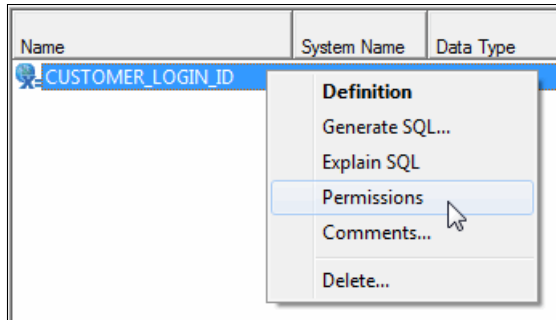 Name System Name Data Type
CUSTOMER_LOGIN_ID
Definition
Generate SQL...
Explain SQL
Permissions
Comments...
Delete...